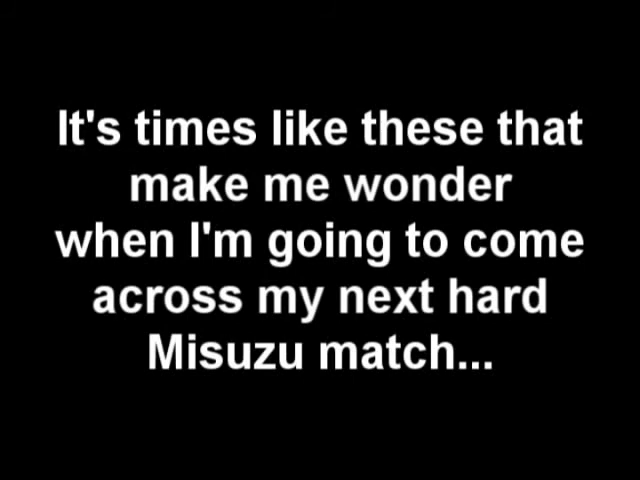 It's times like these that
make me wonder
when I'm going to come
across my next hard
Misuzu match...